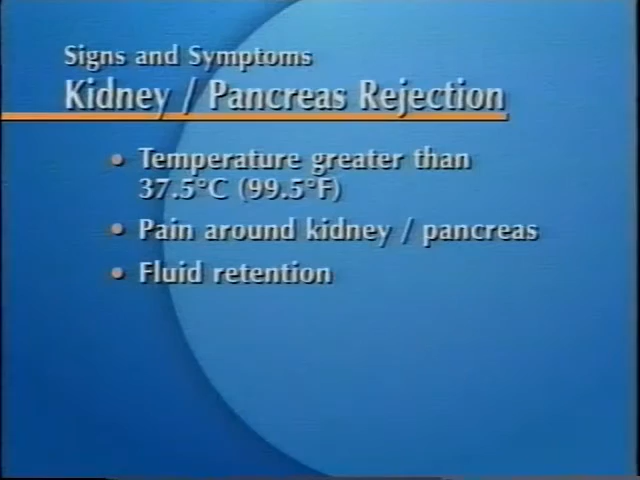 Signs and Symptoms
Kidney / Pancreas Rejection
• Temperature greater than
37.5°C (99.5°F)
• Pain around kidney / pancreas
• Fluid retention